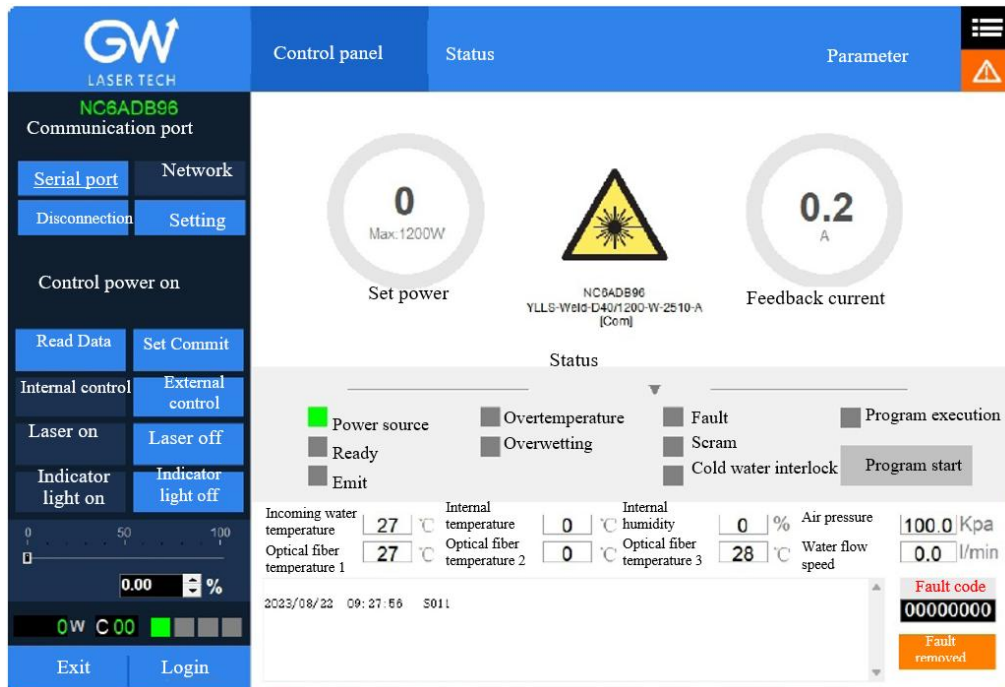 GW
LASER TECH
Control panel
Status
Parameter
NC6ADB96
Communication port
Serial port
Network
Disconnection
Setting
Control power on
Read Data
Set Commit
Internal control
External
control
Laser on
Laser off
Indicator
light on
Indicator
light off
0 50 100
0.00 %
0W C 00
Exit
Login
0
Max:1200W
Set power
NC6ADB96
YLLS-Weld-D40/1200-W-2510-A
[Com]
0.2
A
Feedback current
Status
Power source
Overtemperature
Fault
Program execution
Ready
Overwetting
Scram
Emit
Cold water interlock
Program start
Incoming water
temperature
27 ℃
Internal
temperature
0 ℃
Internal
humidity
0 %
Air pressure
100.0 Kpa
Optical fiber
temperature 1
27 ℃
Optical fiber
temperature 2
0 ℃
Optical fiber
temperature 3
28 ℃
Water flow
speed
0.0 l/min
2023/08/22 09:27:56 S011
Fault code
00000000
Fault
removed